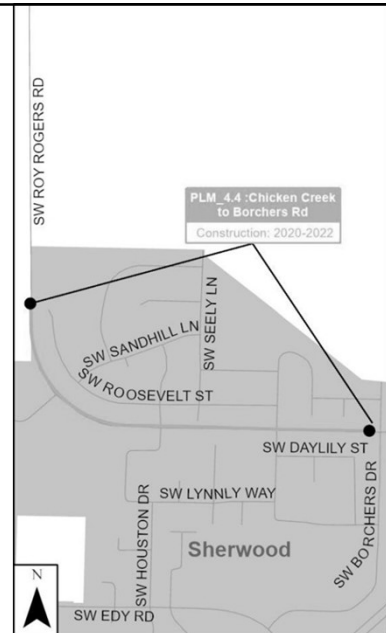 SW ROY ROGERS RD
PLM_4.4 :Chicken Creek
to Borchers Rd
Construction: 2020-2022
SW SANDHILL LN
SW SEELY LN
SW ROOSEVELT ST
SW DAYLILY ST
SW LYNNLY WAY
SW HOUSTON DR
SW BORCHERS DR
Sherwood
N
SW EDY RD